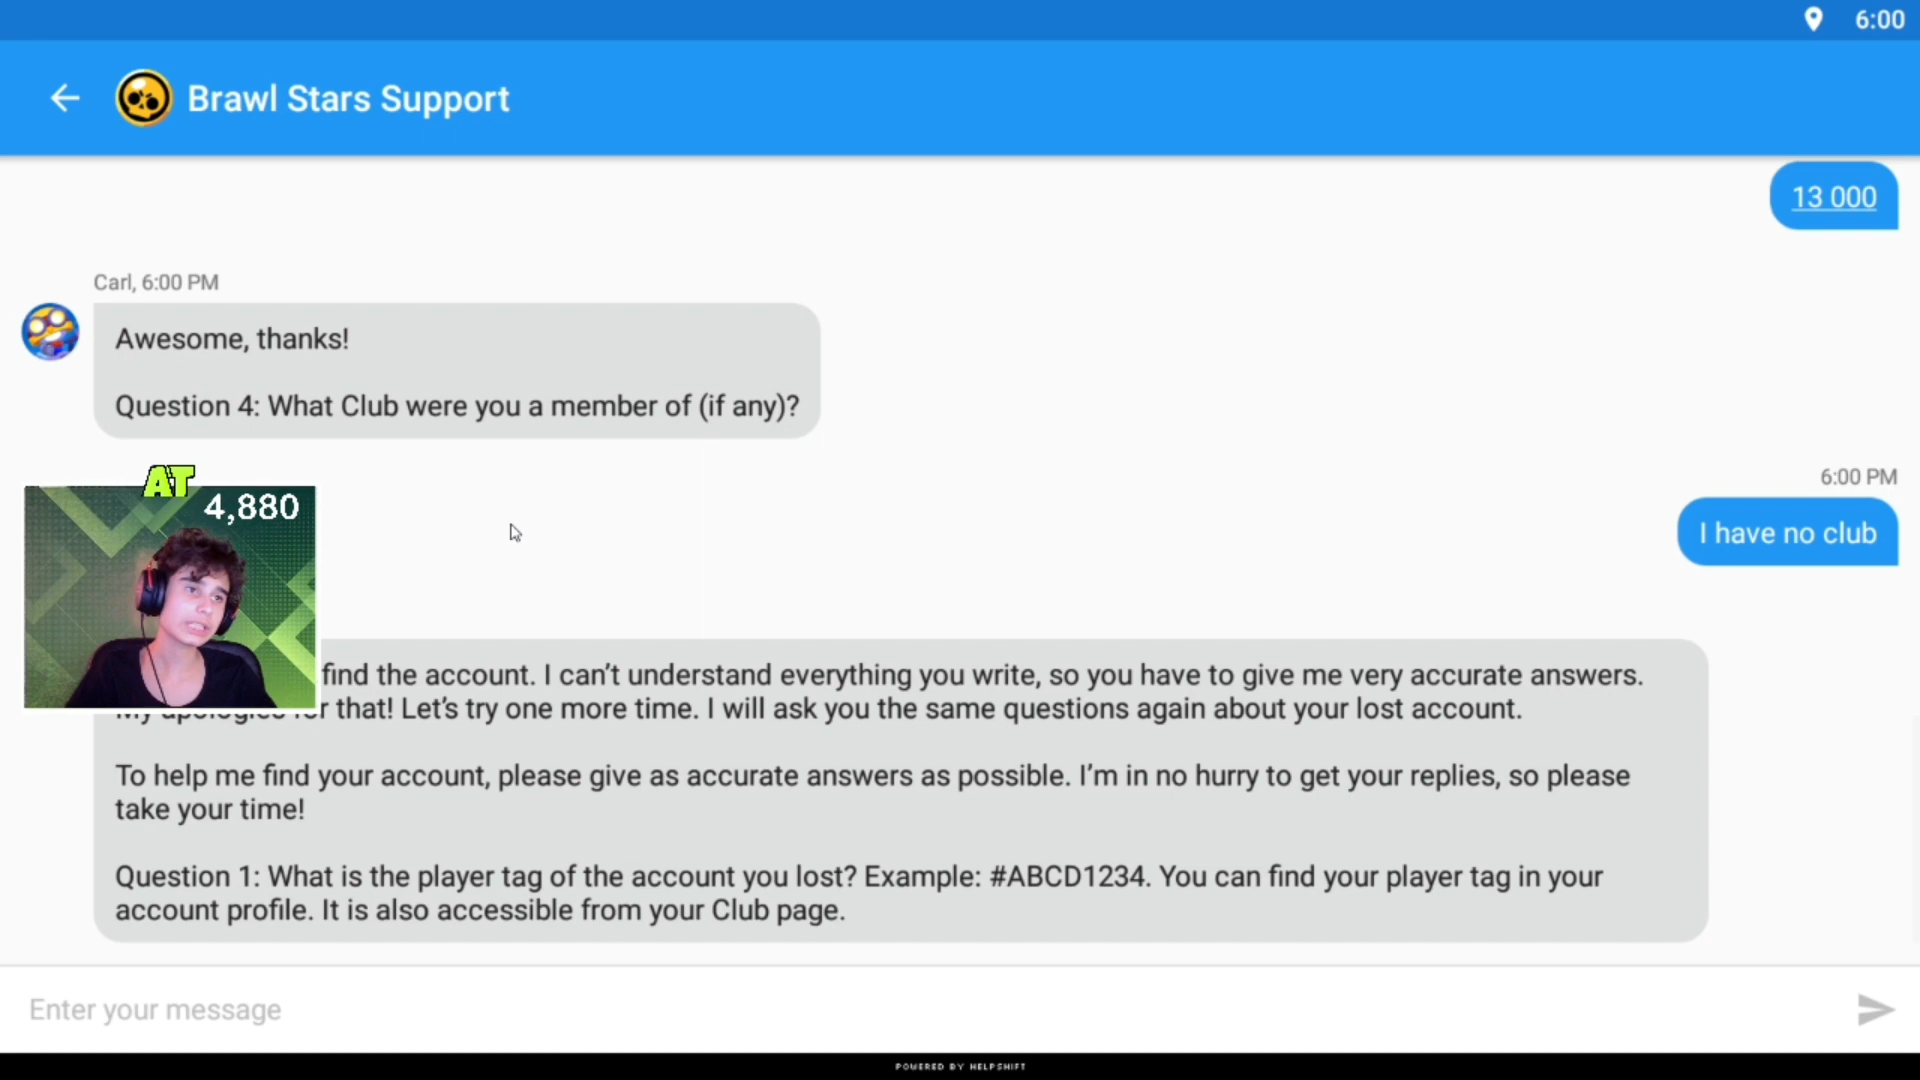 6:00
Brawl Stars Support
13 000
Carl, 6:00 PM
Awesome, thanks!
Question 4: What Club were you a member of (if any)?
AT
4,880
6:00 PM
I have no club
find the account. I can’t understand everything you write, so you have to give me very accurate answers.
My apologies for that! Let’s try one more time. I will ask you the same questions again about your lost account.
To help me find your account, please give as accurate answers as possible. I’m in no hurry to get your replies, so please
take your time!
Question 1: What is the player tag of the account you lost? Example: #ABCD1234. You can find your player tag in your
account profile. It is also accessible from your Club page.
Enter your message
POWERED BY HELPSHIFT